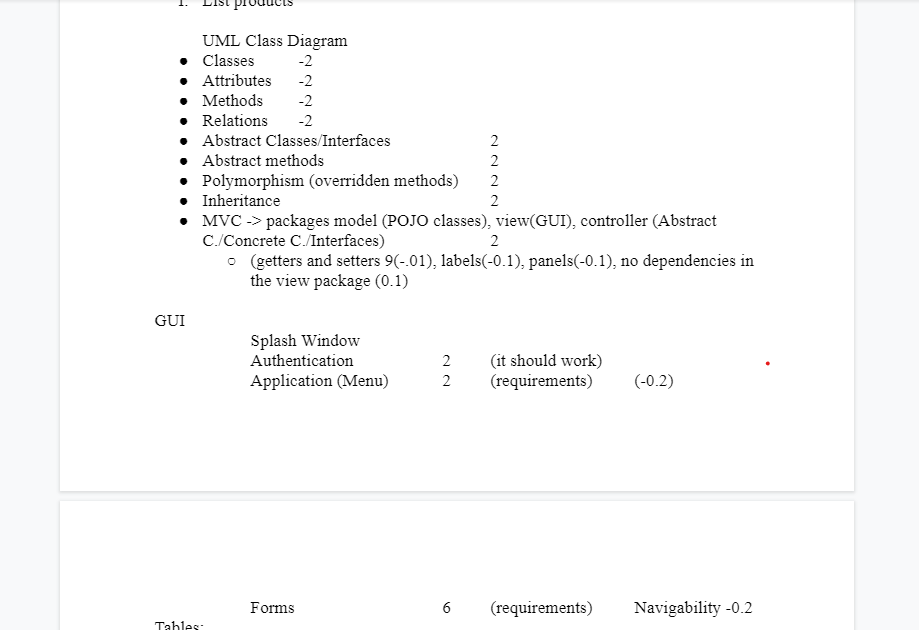 1. List products
UML Class Diagram
● Classes -2
● Attributes -2
● Methods -2
● Relations -2
● Abstract Classes/Interfaces 2
● Abstract methods 2
● Polymorphism (overridden methods) 2
● Inheritance 2
● MVC -> packages model (POJO classes), view(GUI), controller (Abstract
C./Concrete C./Interfaces) 2
○ (getters and setters 9(-.01), labels(-0.1), panels(-0.1), no dependencies in
the view package (0.1)
GUI
Splash Window
Authentication 2 (it should work)
Application (Menu) 2 (requirements) (-0.2)
Forms 6 (requirements) Navigability -0.2
Tables: